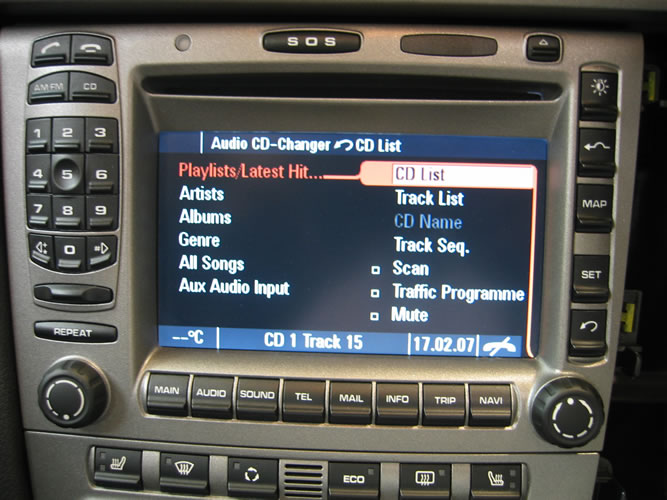 SOS
AM FM CD
1 2 3
4 5 6
7 8 9
0
REPEAT
Audio CD-Changer CD List
Playlists/Latest Hit... CD List
Artists Track List
Albums CD Name
Genre Track Seq.
All Songs Scan
Aux Audio Input Traffic Programme
Mute
--°C CD 1 Track 15 17.02.07
MAP
SET
MAIN AUDIO SOUND TEL MAIL INFO TRIP NAVI
ECO